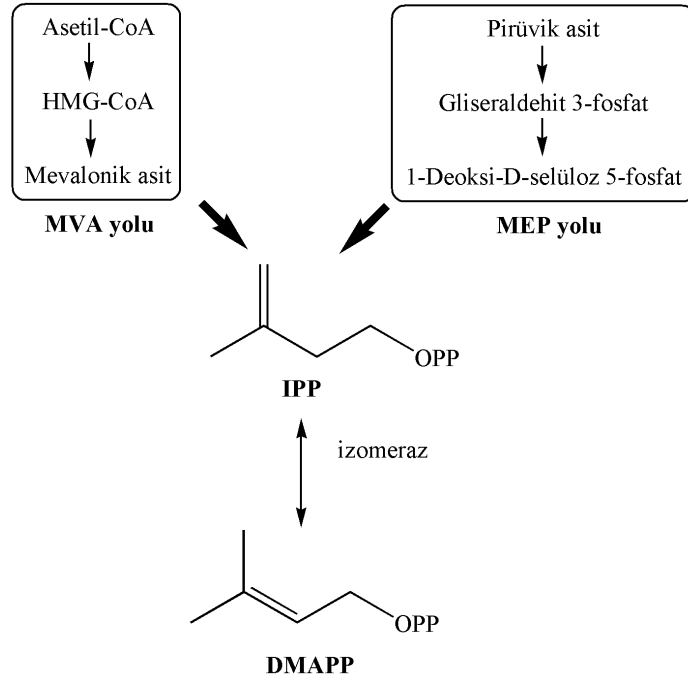 Asetil-CoA
HMG-CoA
Mevalonik asit
MVA yolu
Pirüvik asit
Gliseraldehit 3-fosfat
1-Deoksi-D-selüloz 5-fosfat
MEP yolu
OPP
IPP
izomeraz
OPP
DMAPP